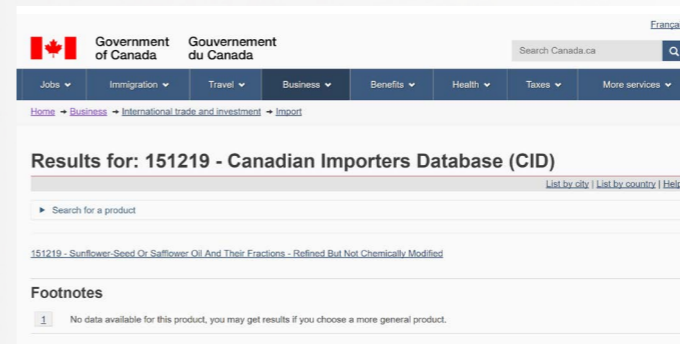 Françai
Government of Canada
Gouvernement du Canada
Search Canada.ca
Jobs Immigration Travel Business Benefits Health Taxes More services
Home → Business → International trade and investment → Import
Results for: 151219 - Canadian Importers Database (CID)
List by city | List by country | Help
Search for a product
151219 - Sunflower-Seed Or Safflower Oil And Their Fractions - Refined But Not Chemically Modified
Footnotes
1 No data available for this product, you may get results if you choose a more general product.